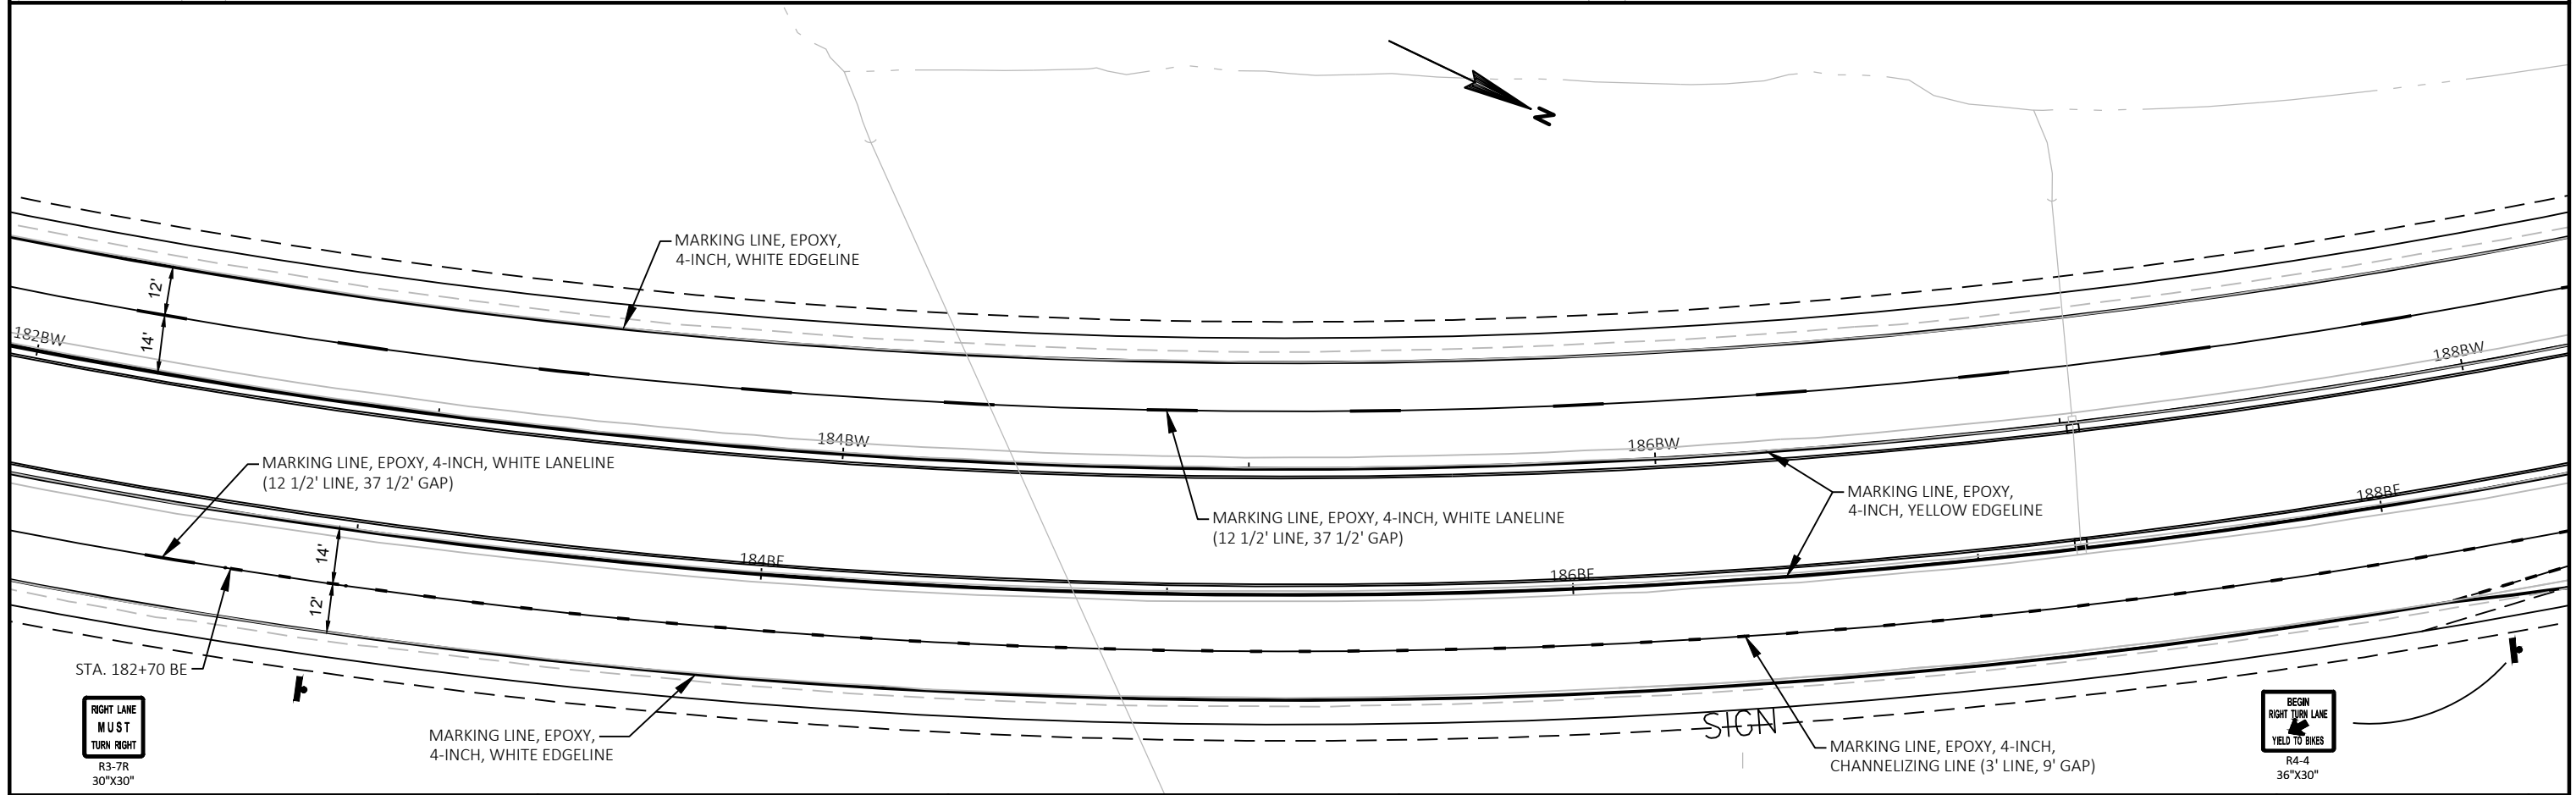 N
MARKING LINE, EPOXY,
4-INCH, WHITE EDGELINE
12'
14'
182BW
184BW
186BW
188BW
MARKING LINE, EPOXY, 4-INCH, WHITE LANELINE
(12 1/2' LINE, 37 1/2' GAP)
MARKING LINE, EPOXY, 4-INCH, WHITE LANELINE
(12 1/2' LINE, 37 1/2' GAP)
MARKING LINE, EPOXY,
4-INCH, YELLOW EDGELINE
14'
12'
184BE
186BE
188BE
STA. 182+70 BE
RIGHT LANE
MUST
TURN RIGHT
R3-7R
30"X30"
MARKING LINE, EPOXY,
4-INCH, WHITE EDGELINE
SIGN
MARKING LINE, EPOXY, 4-INCH,
CHANNELIZING LINE (3' LINE, 9' GAP)
BEGIN
RIGHT TURN LANE
YIELD TO BIKES
R4-4
36"X30"